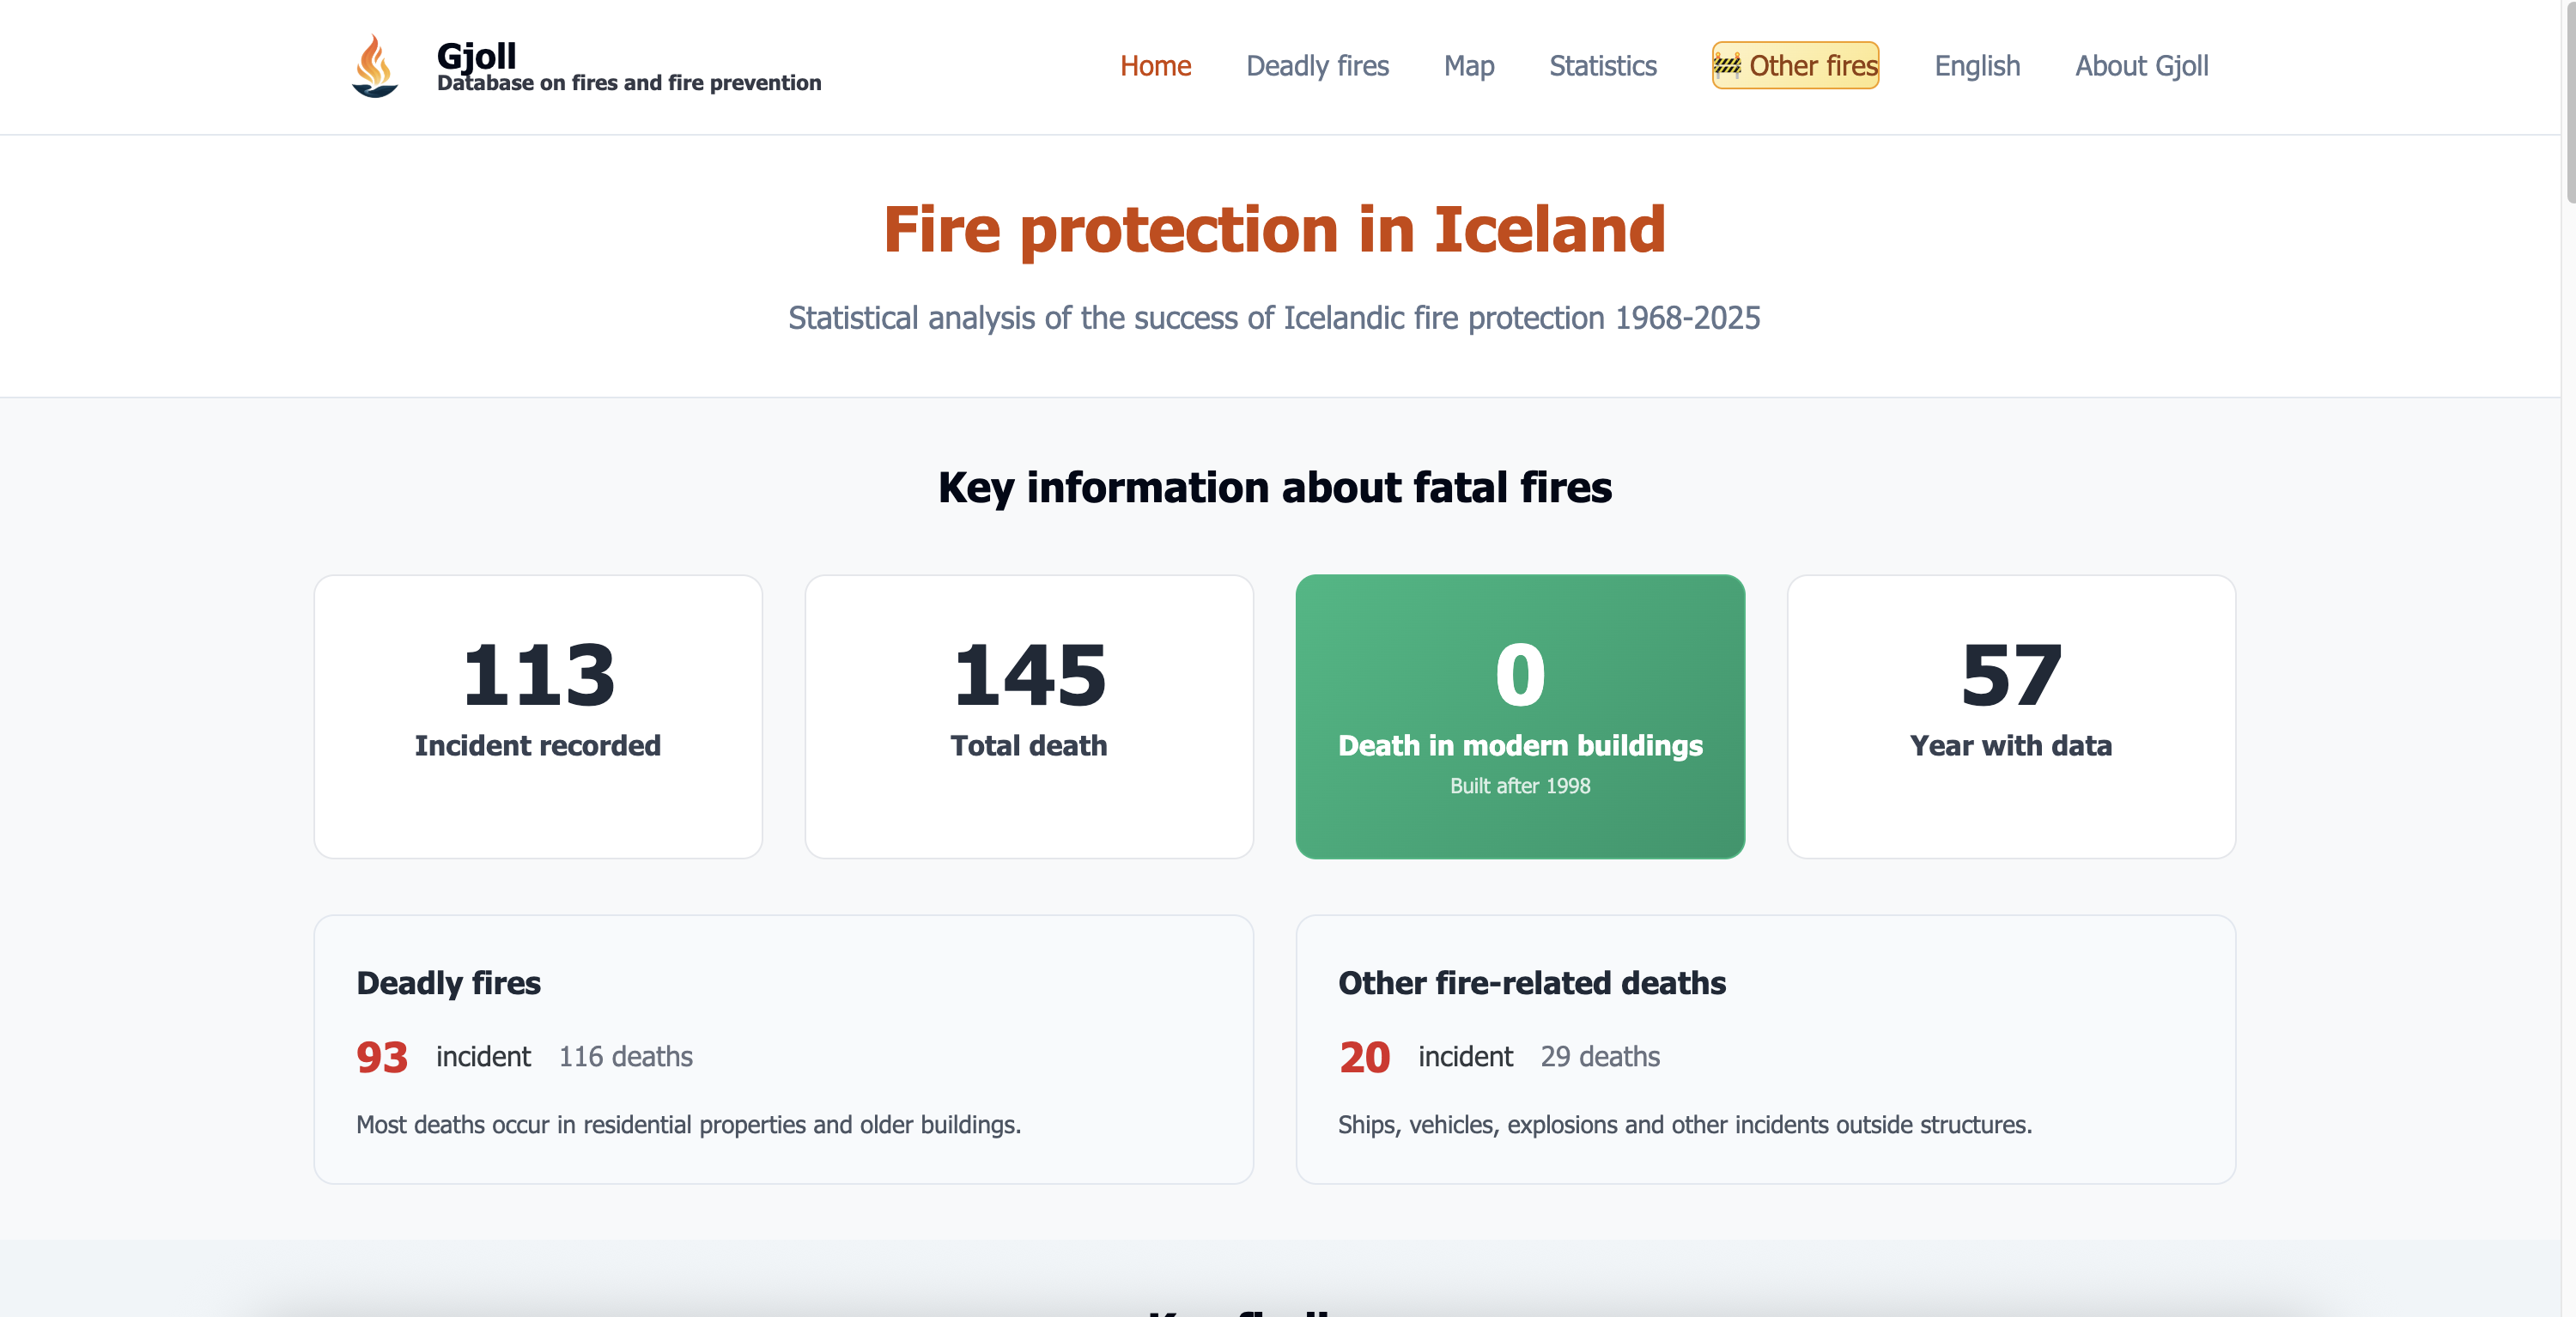 Gjoll
Database on fires and fire prevention
Home
Deadly fires
Map
Statistics
🚧 Other fires
English
About Gjoll
Fire protection in Iceland
Statistical analysis of the success of Icelandic fire protection 1968-2025
Key information about fatal fires
113
Incident recorded
145
Total death
0
Death in modern buildings
Built after 1998
57
Year with data
Deadly fires
93 incident 116 deaths
Most deaths occur in residential properties and older buildings.
Other fire-related deaths
20 incident 29 deaths
Ships, vehicles, explosions and other incidents outside structures.